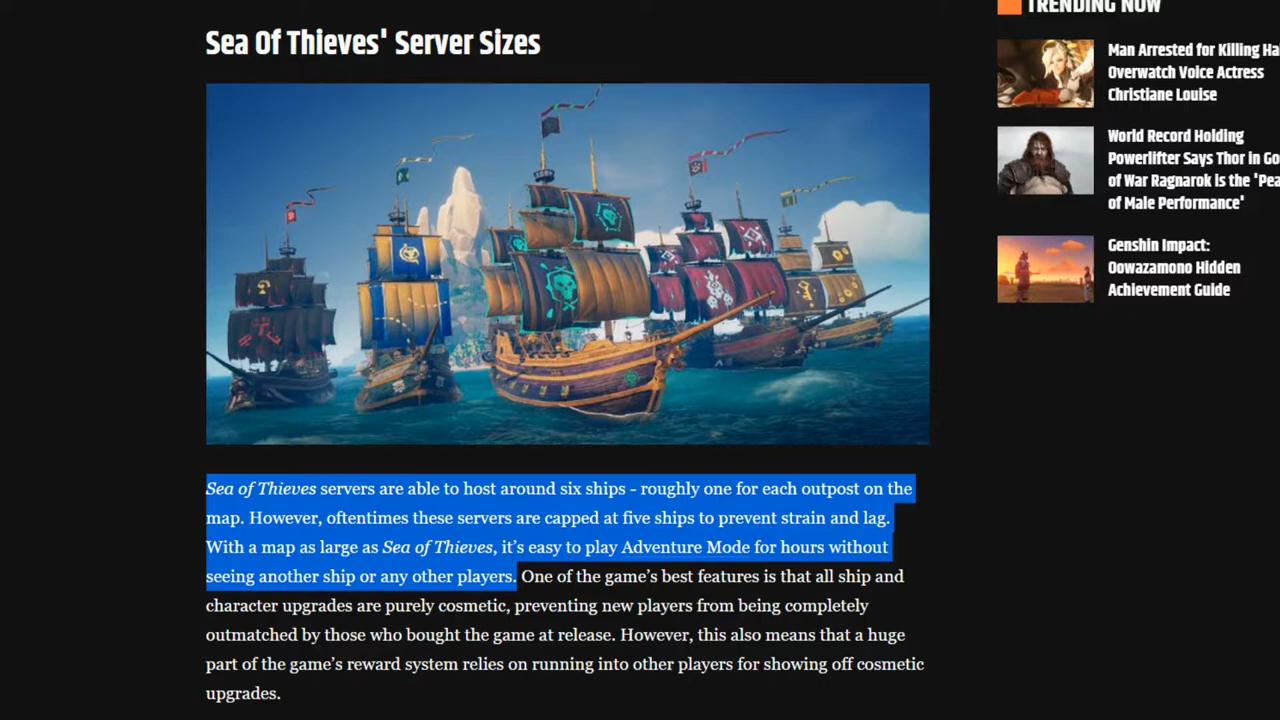 TRENDING NOW
Sea Of Thieves' Server Sizes
Man Arrested for Killing
Overwatch Voice Actress
Christiane Louise
World Record Holding
Powerlifter Says Thor in
of War Ragnarok is the
of Male Performance'
Genshin Impact:
Oowazamono Hidden
Achievement Guide
Sea of Thieves servers are able to host around six ships - roughly one for each outpost on the
map. However, oftentimes these servers are capped at five ships to prevent strain and lag.
With a map as large as Sea of Thieves, it's easy to play Adventure Mode for hours without
seeing another ship or any other players. One of the game's best features is that all ship and
character upgrades are purely cosmetic, preventing new players from being completely
outmatched by those who bought the game at release. However, this also means that a huge
part of the game's reward system relies on running into other players for showing off cosmetic
upgrades.